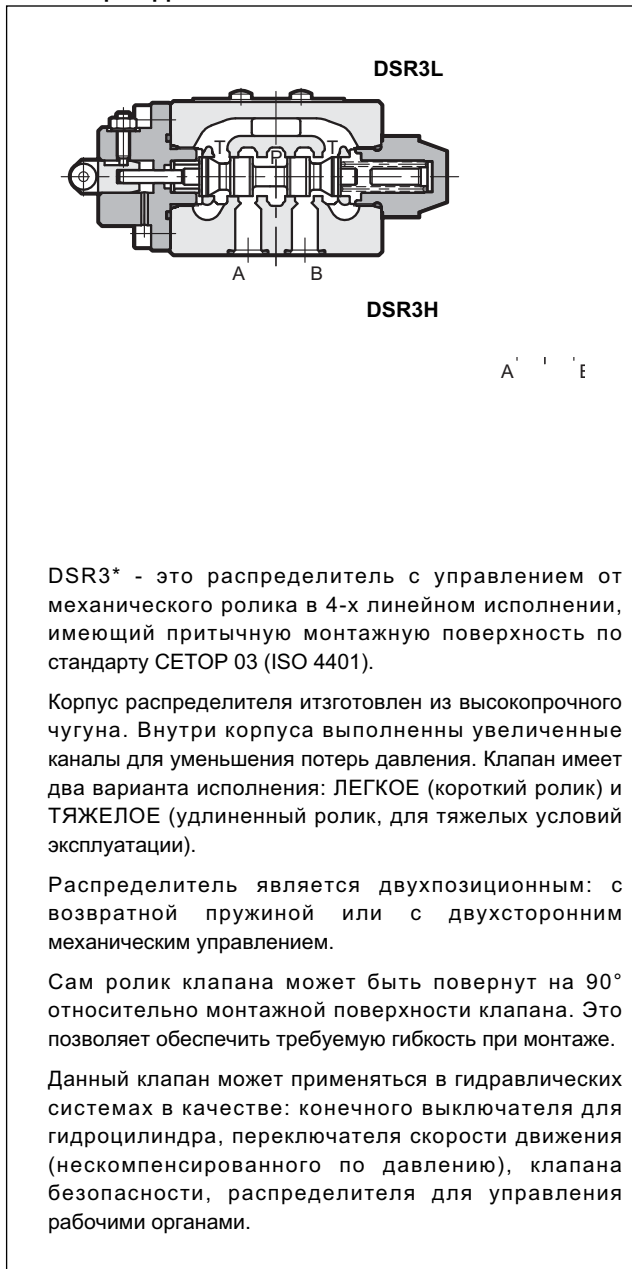 DSR3L
T P T
A B
DSR3H
A
DSR3* - это распределитель с управлением от
механического ролика в 4-х линейном исполнении,
имеющий притычную монтажную поверхность по
стандарту CETOP 03 (ISO 4401).
Корпус распределителя итзготовлен из высокопрочного
чугуна. Внутри корпуса выполненны увеличенные
каналы для уменьшения потерь давления. Клапан имеет
два варианта исполнения: ЛЕГКОЕ (короткий ролик) и
ТЯЖЕЛОЕ (удлиненный ролик, для тяжелых условий
эксплуатации).
Распределитель является двухпозиционным: с
возвратной пружиной или с двухсторонним
механическим управлением.
Сам ролик клапана может быть повернут на 90°
относительно монтажной поверхности клапана. Это
позволяет обеспечить требуемую гибкость при монтаже.
Данный клапан может применяться в гидравлических
системах в качестве: конечного выключателя для
гидроцилиндра, переключателя скорости движения
(нескомпенсированного по давлению), клапана
безопасности, распределителя для управления
рабочими органами.